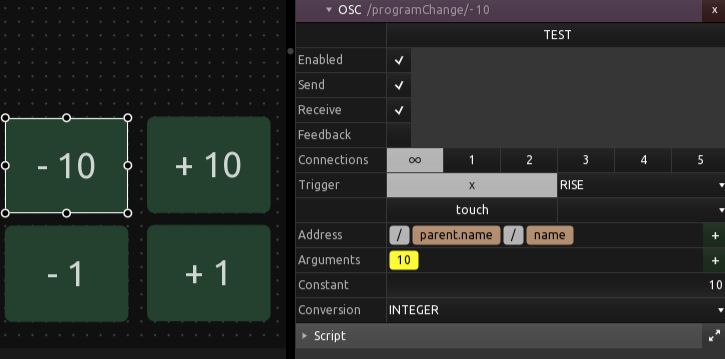 OSC /programChange/- 10 x
TEST
Enabled
Send
Receive
Feedback
Connections ∞ 1 2 3 4 5
Trigger x RISE
touch
Address / parent.name / name +
Arguments 10 +
Constant 10
Conversion INTEGER
Script
- 10 + 10
- 1 + 1